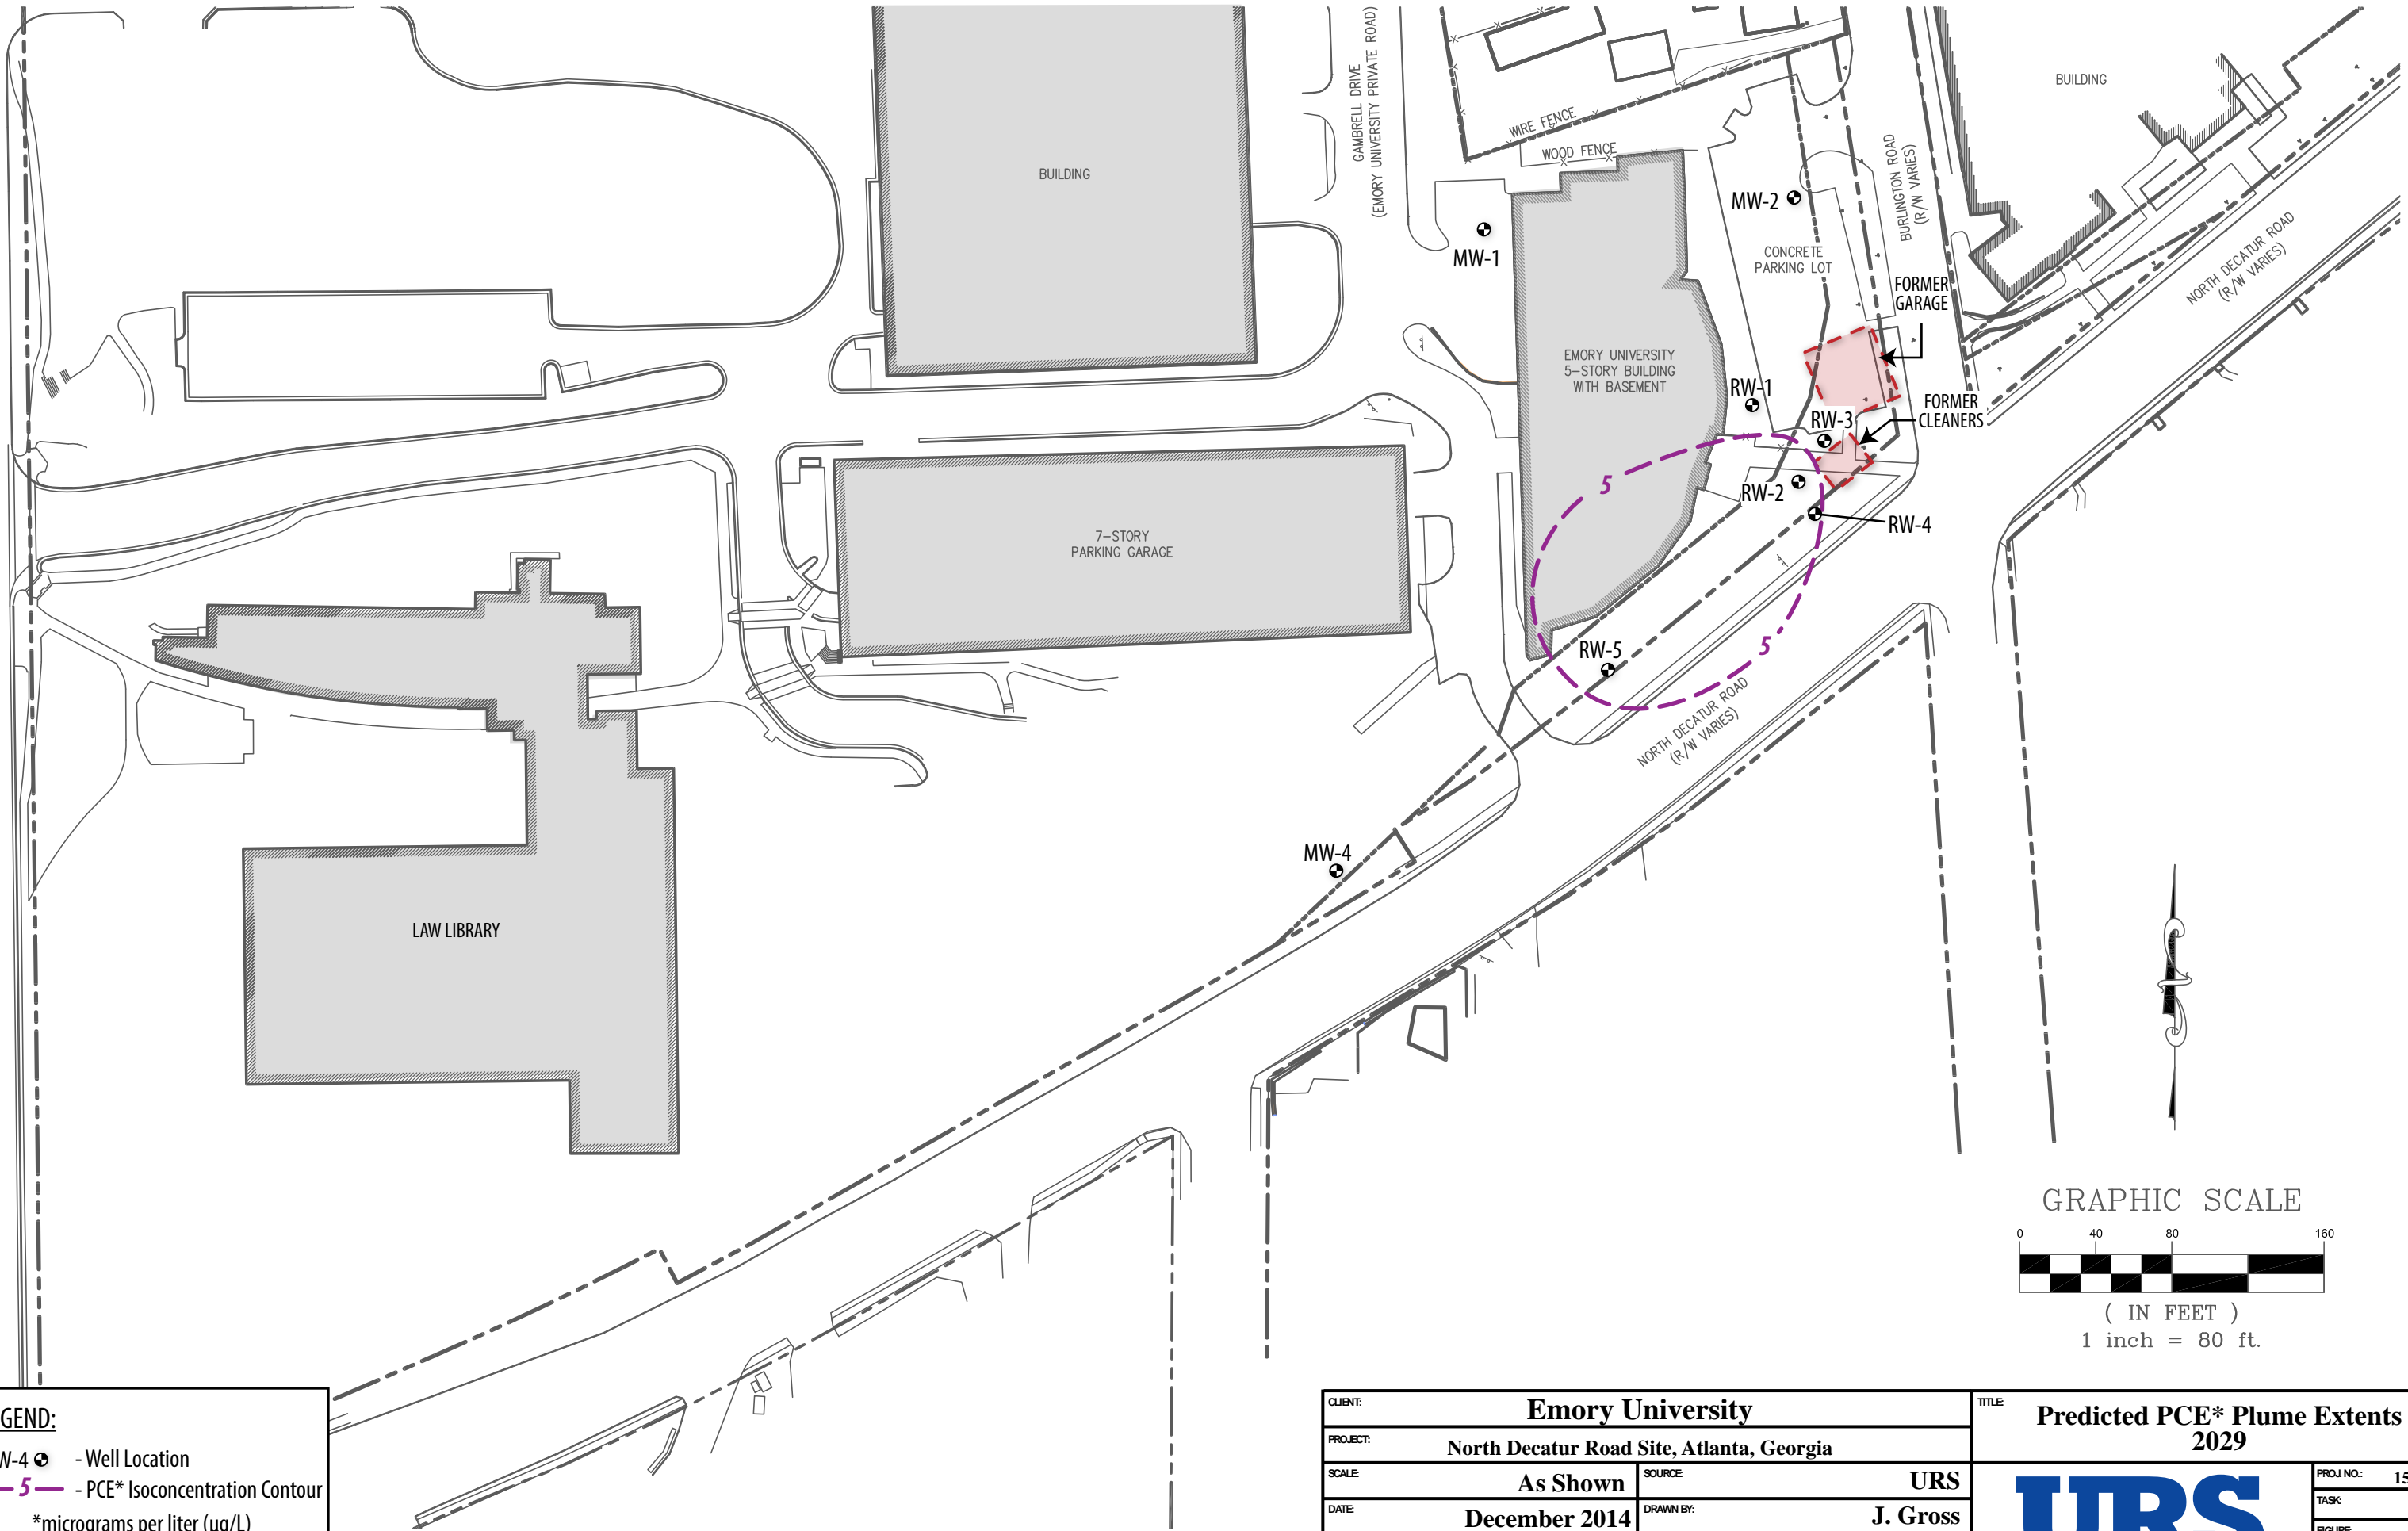 GAMBRELL DRIVE
(EMORY UNIVERSITY PRIVATE ROAD)
BUILDING
BUILDING
WIRE FENCE
WOOD FENCE
MW-1
MW-2
CONCRETE
PARKING LOT
BURLINGTON ROAD
(R/W VARIES)
NORTH DECATUR ROAD
(R/W VARIES)
FORMER
GARAGE
EMORY UNIVERSITY
5-STORY BUILDING
WITH BASEMENT
RW-1
RW-3
FORMER
CLEANERS
5
RW-2
RW-4
7-STORY
PARKING GARAGE
5
RW-5
NORTH DECATUR ROAD
(R/W VARIES)
MW-4
LAW LIBRARY
GRAPHIC SCALE
0 40 80 160
( IN FEET )
1 inch = 80 ft.
GEND:
W-4 - Well Location
5 - PCE* Isoconcentration Contour
*micrograms per liter (ug/L)
CLIENT: Emory University
PROJECT: North Decatur Road Site, Atlanta, Georgia
SCALE: As Shown
SOURCE: URS
DATE: December 2014
DRAWN BY: J. Gross
TITLE: Predicted PCE* Plume Extents
2029
URS
PROJ. NO.: 15
TASK:
FIGURE: